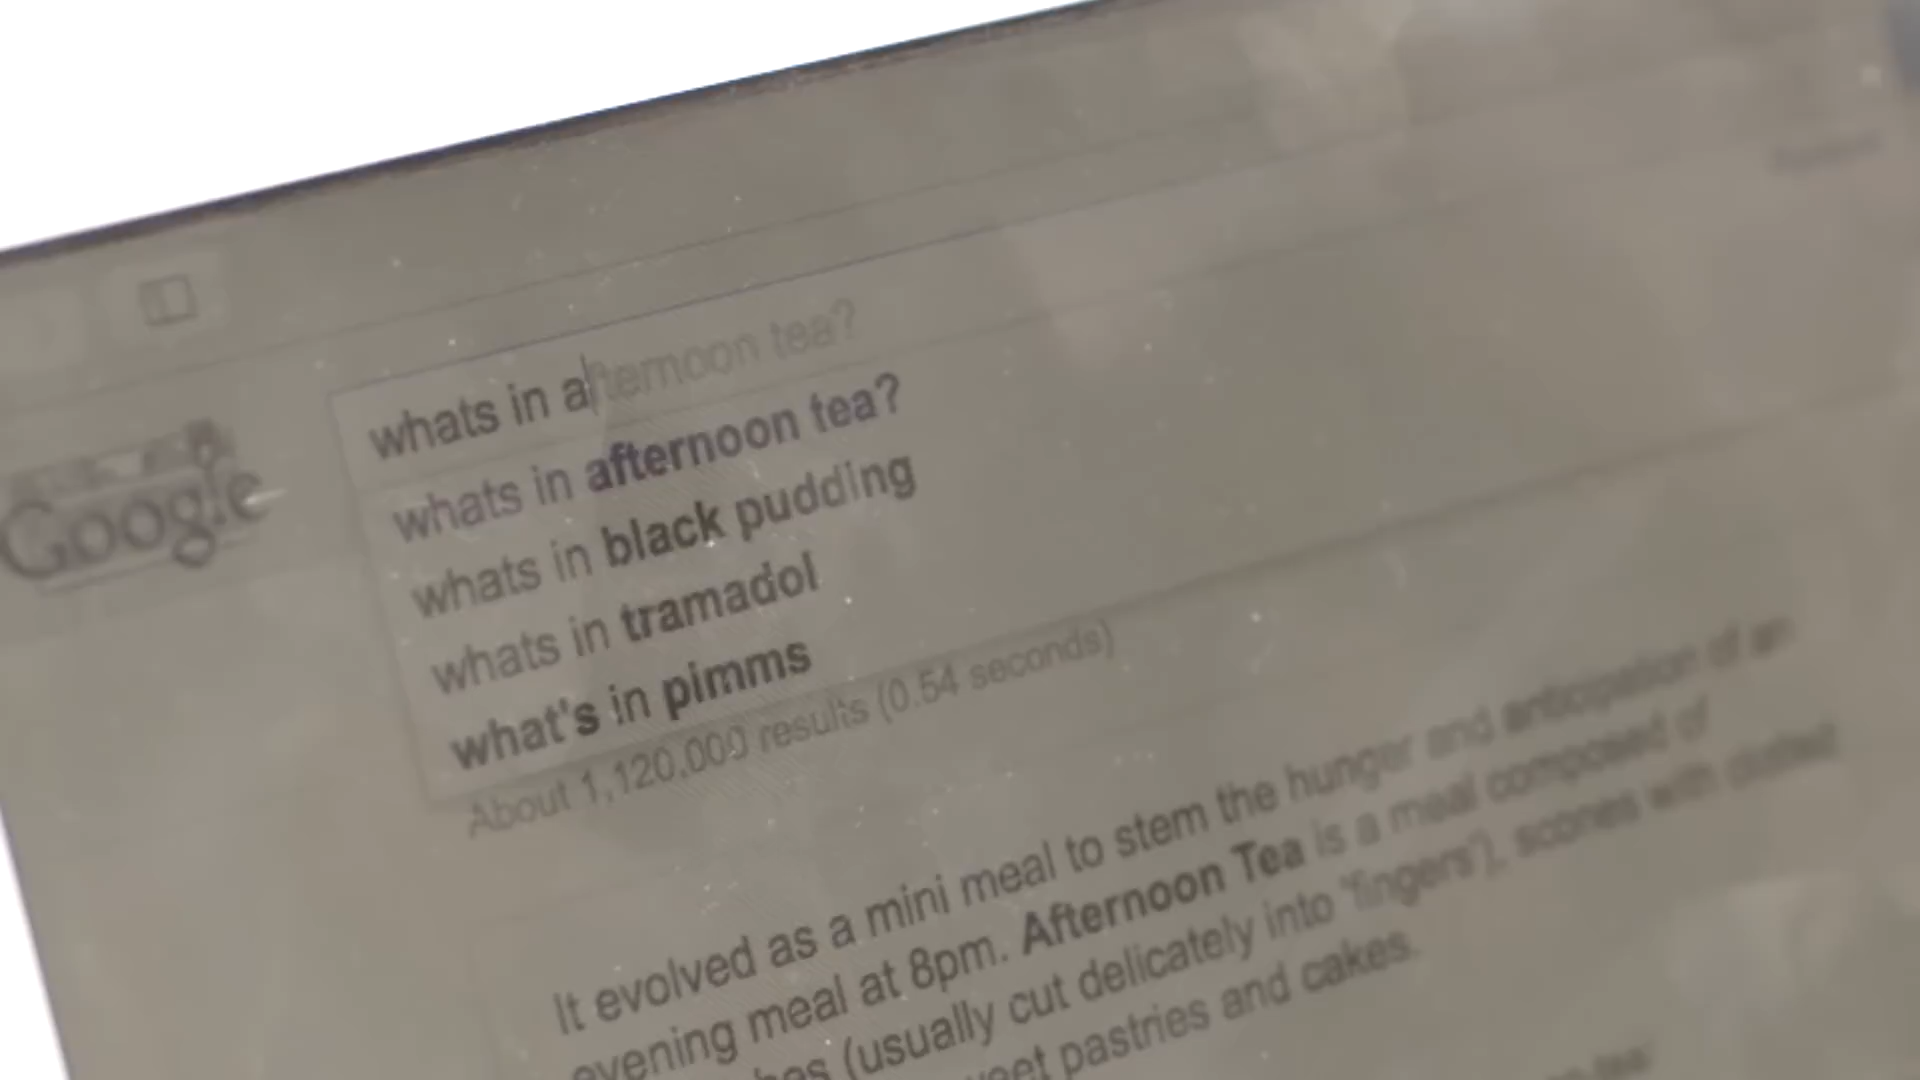 whats in afternoon tea?
Google
whats in afternoon tea?
whats in black pudding
whats in tramadol
what's in pimms
About 1,120,000 results (0.54 seconds)
It evolved as a mini meal to stem the hunger and anticipation of an
evening meal at 8pm. Afternoon Tea is a meal composed of
(usually cut delicately into 'fingers'), scones with clotted
pastries and cakes.